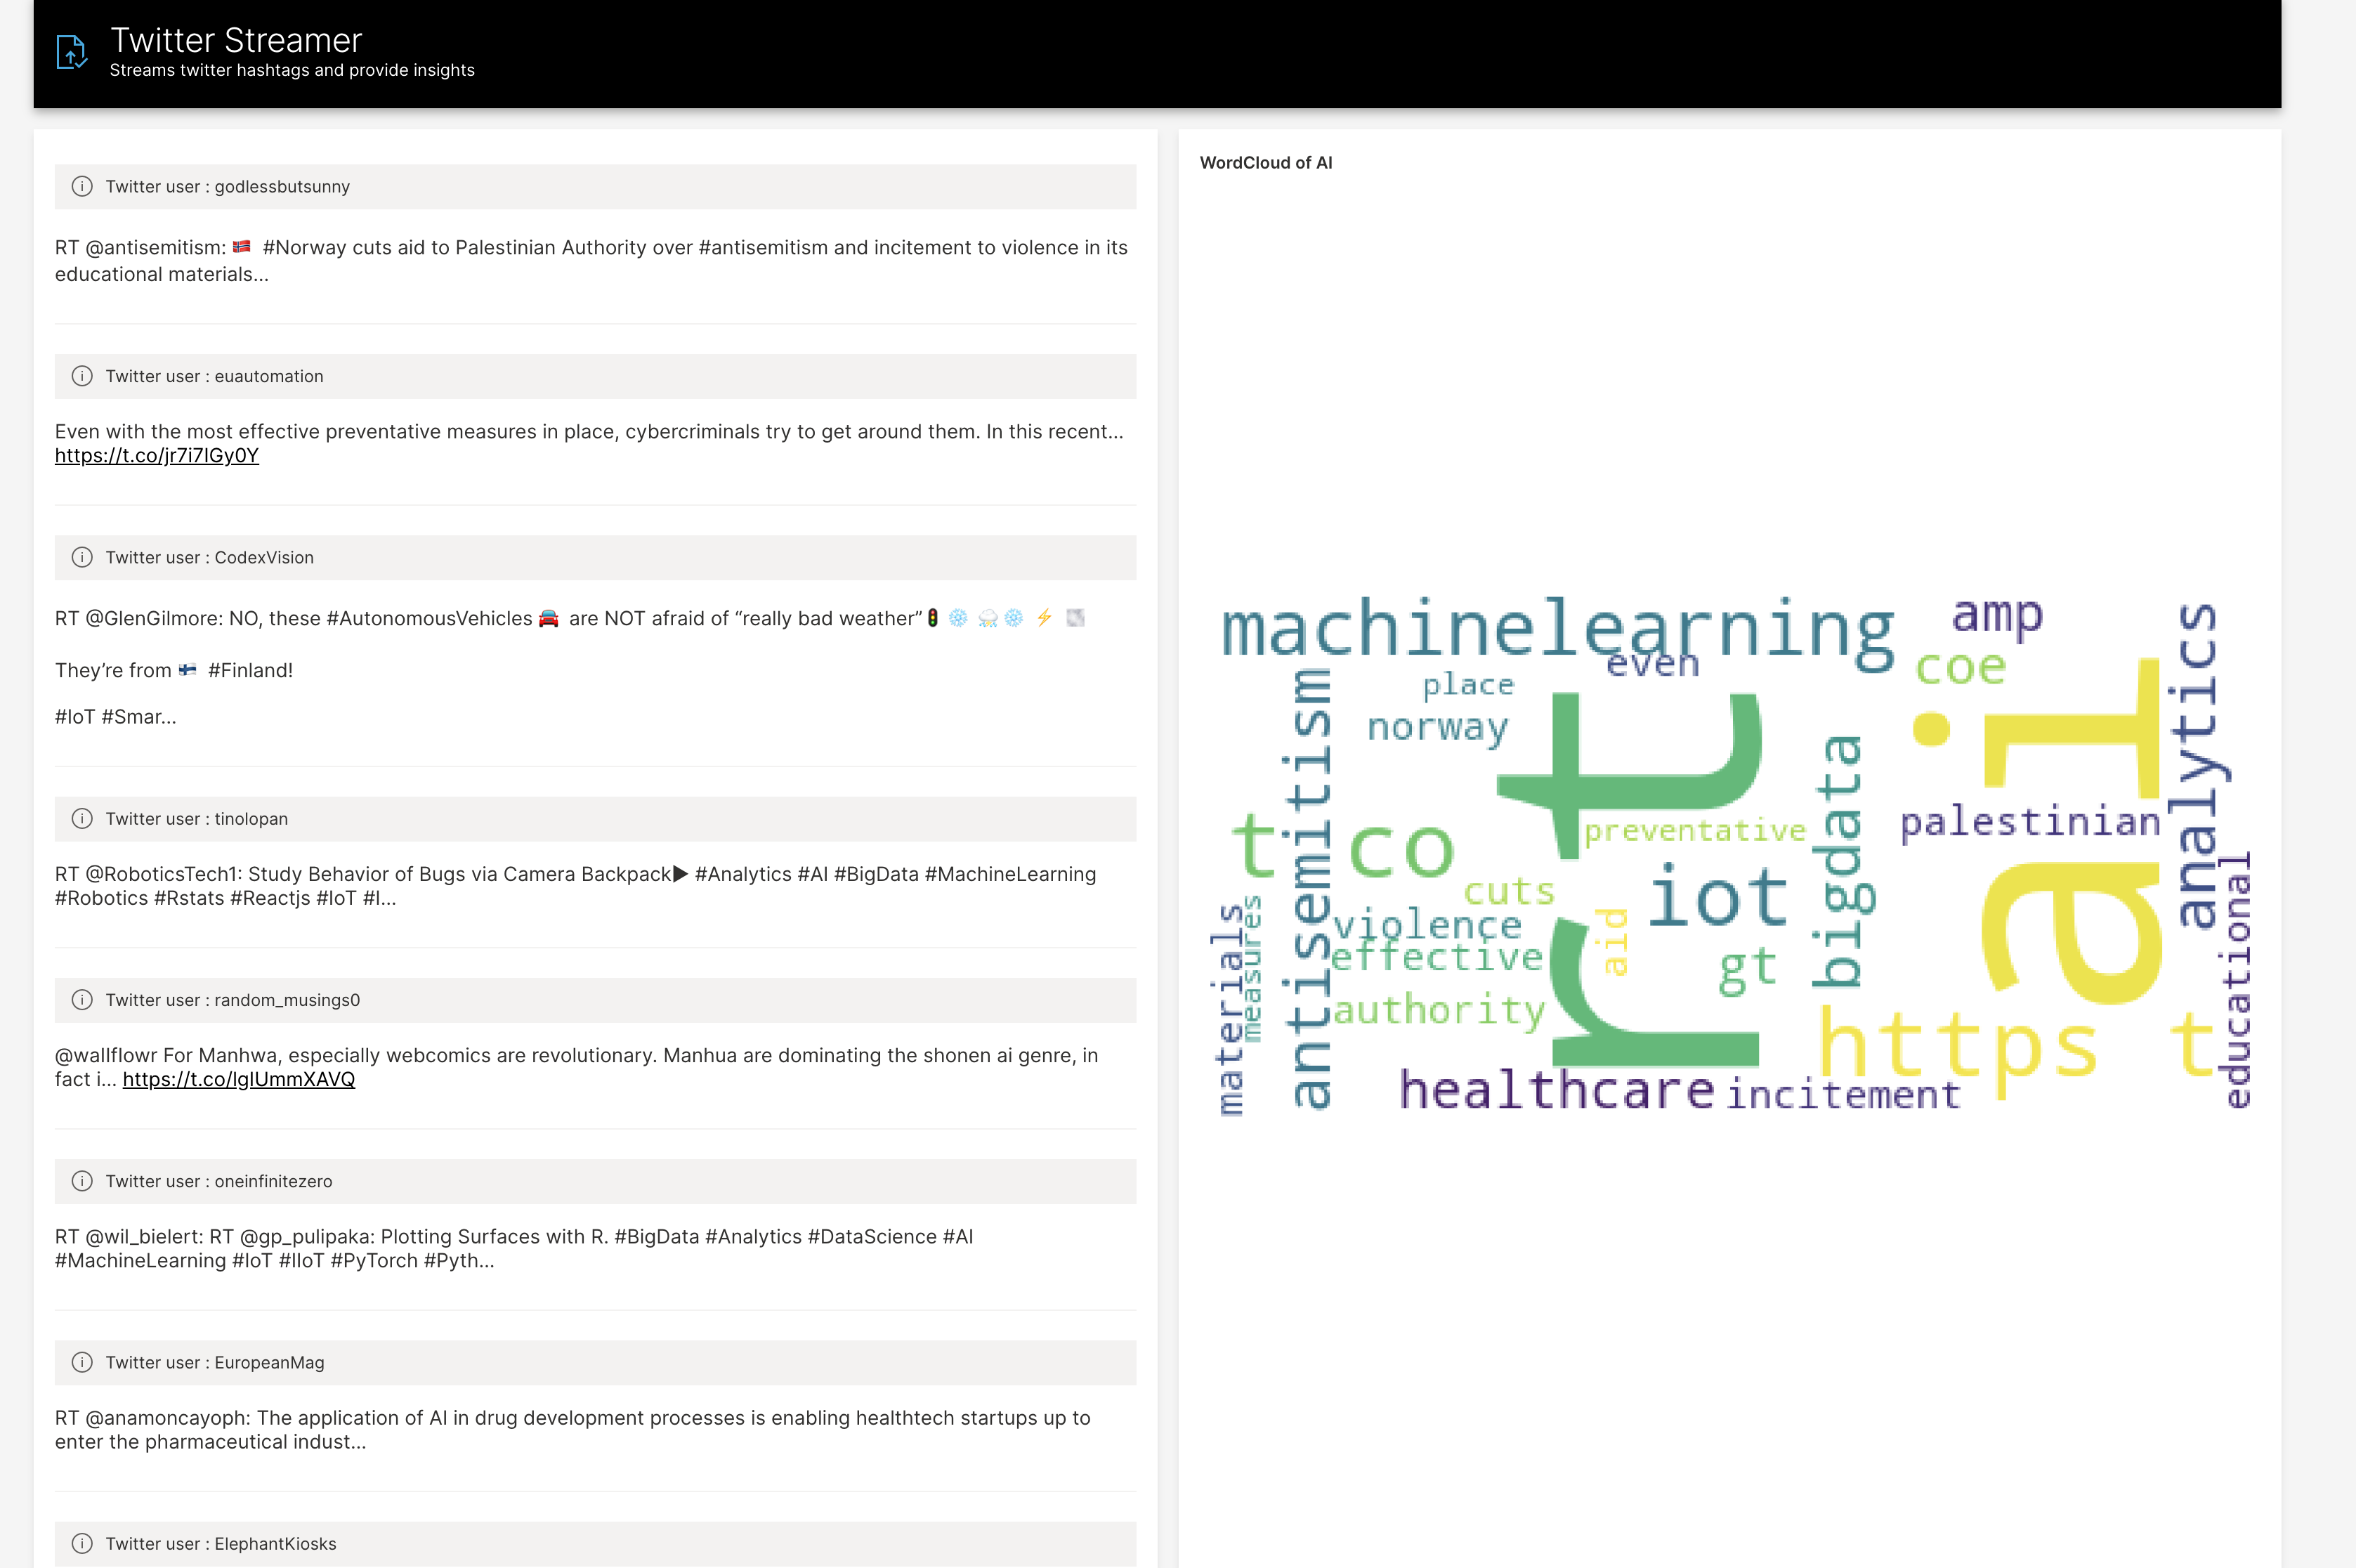 Twitter Streamer
Streams twitter hashtags and provide insights
Twitter user : godlessbutsunny
RT @antisemitism: 🇳🇴 #Norway cuts aid to Palestinian Authority over #antisemitism and incitement to violence in its
educational materials...
Twitter user : euautomation
Even with the most effective preventative measures in place, cybercriminals try to get around them. In this recent...
https://t.co/jr7i7IGy0Y
Twitter user : CodexVision
RT @GlenGilmore: NO, these #AutonomousVehicles 🚘 are NOT afraid of “really bad weather”🚦❄️ 🌨 ❄️ ⚡
They’re from 🇫🇮 #Finland!
#IoT #Smar...
Twitter user : tinolopan
RT @RoboticsTech1: Study Behavior of Bugs via Camera Backpack▶ #Analytics #AI #BigData #MachineLearning
#Robotics #Rstats #Reactjs #IoT #I...
Twitter user : random_musings0
@wallflowr For Manhwa, especially webcomics are revolutionary. Manhua are dominating the shonen ai genre, in
fact i... https://t.co/lglUmmXAVQ
Twitter user : oneinfinitezero
RT @wil_bielert: RT @gp_pulipaka: Plotting Surfaces with R. #BigData #Analytics #DataScience #AI
#MachineLearning #IoT #IIoT #PyTorch #Pyth...
Twitter user : EuropeanMag
RT @anamoncayoph: The application of AI in drug development processes is enabling healthtech startups up to
enter the pharmaceutical indust...
Twitter user : ElephantKiosks
WordCloud of AI
machinelearning
amp
even
coe
place
norway
analytics
antisemitism
rt
ai
bigdata
palestinian
t co
preventative
cuts
iot
violence
aid
effective
gt
materials
measures
authority
educational
https t
healthcare
incitement